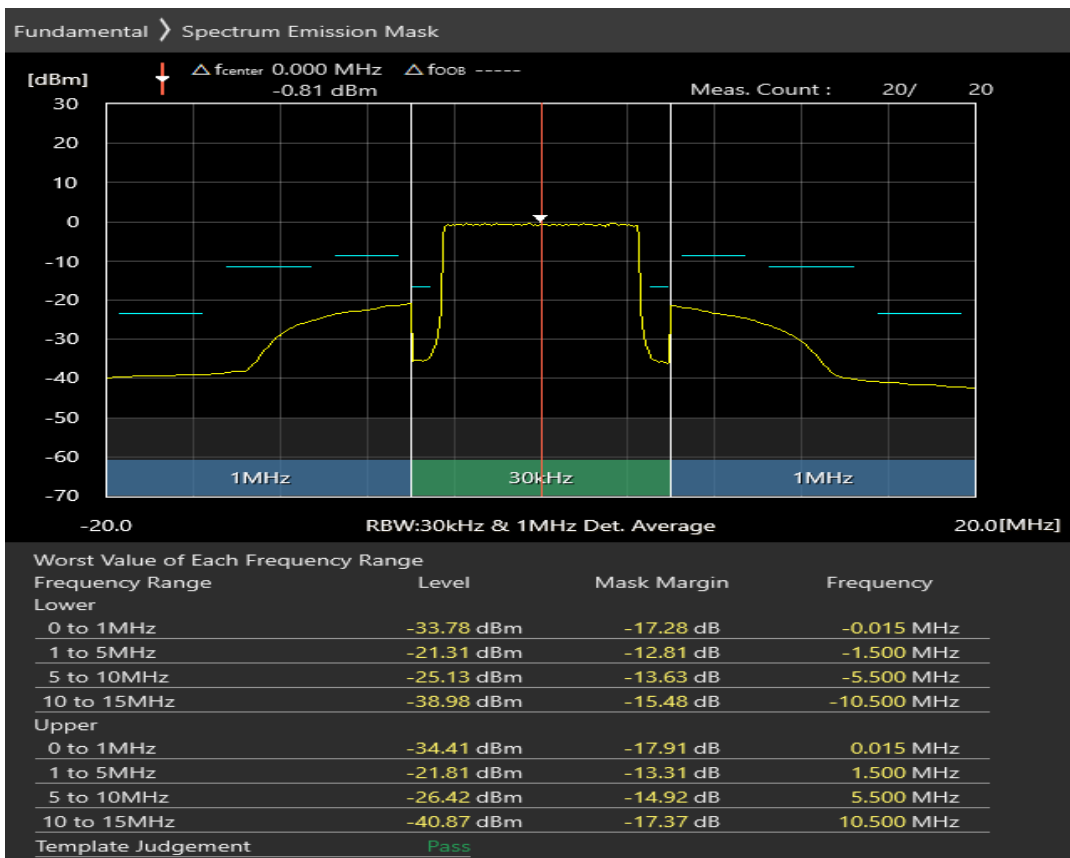 Fundamental ❯ Spectrum Emission Mask
[dBm] △ fcenter 0.000 MHz △ fOOB -----
-0.81 dBm Meas. Count : 20/ 20
30
20
10
0
-10
-20
-30
-40
-50
-60
1MHz 30kHz 1MHz
-70
-20.0 RBW:30kHz & 1MHz Det. Average 20.0[MHz]
Worst Value of Each Frequency Range
Frequency Range Level Mask Margin Frequency
Lower
0 to 1MHz -33.78 dBm -17.28 dB -0.015 MHz
1 to 5MHz -21.31 dBm -12.81 dB -1.500 MHz
5 to 10MHz -25.13 dBm -13.63 dB -5.500 MHz
10 to 15MHz -38.98 dBm -15.48 dB -10.500 MHz
Upper
0 to 1MHz -34.41 dBm -17.91 dB 0.015 MHz
1 to 5MHz -21.81 dBm -13.31 dB 1.500 MHz
5 to 10MHz -26.42 dBm -14.92 dB 5.500 MHz
10 to 15MHz -40.87 dBm -17.37 dB 10.500 MHz
Template Judgement Pass